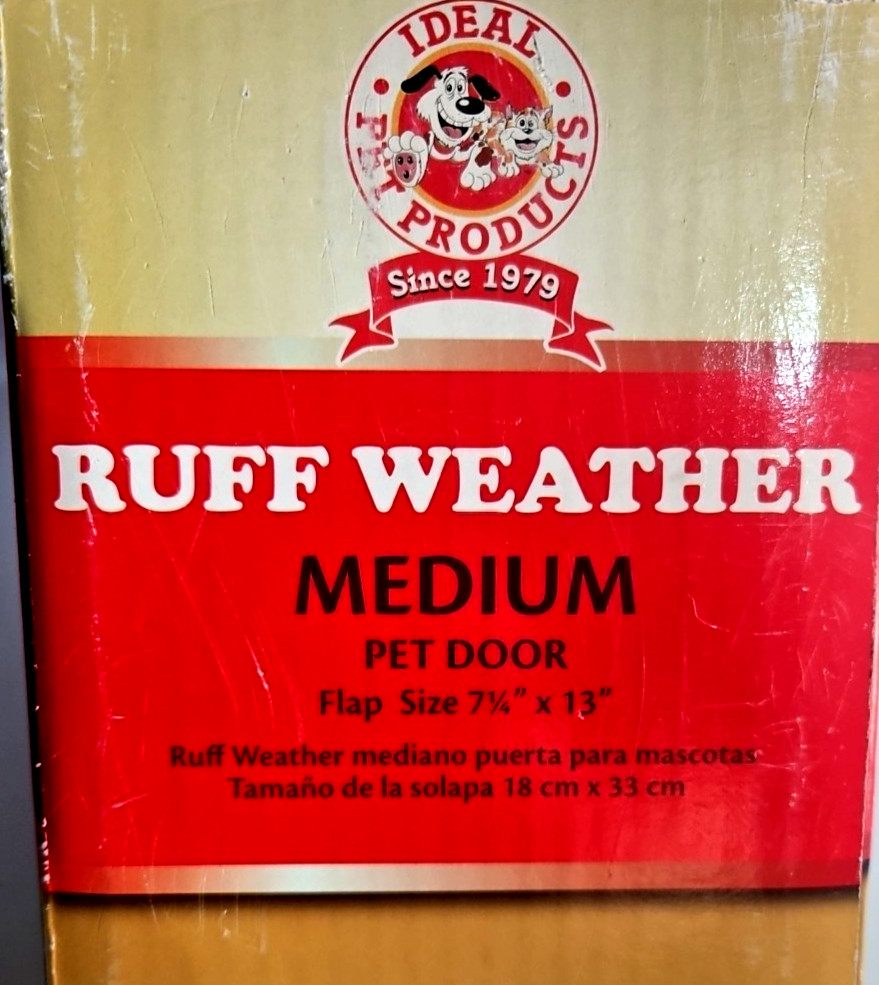 IDEAL
PET PRODUCTS
Since 1979
RUFF WEATHER
MEDIUM
PET DOOR
Flap Size 7¼" x 13"
Ruff Weather mediano puerta para mascotas
Tamaño de la solapa 18 cm x 33 cm